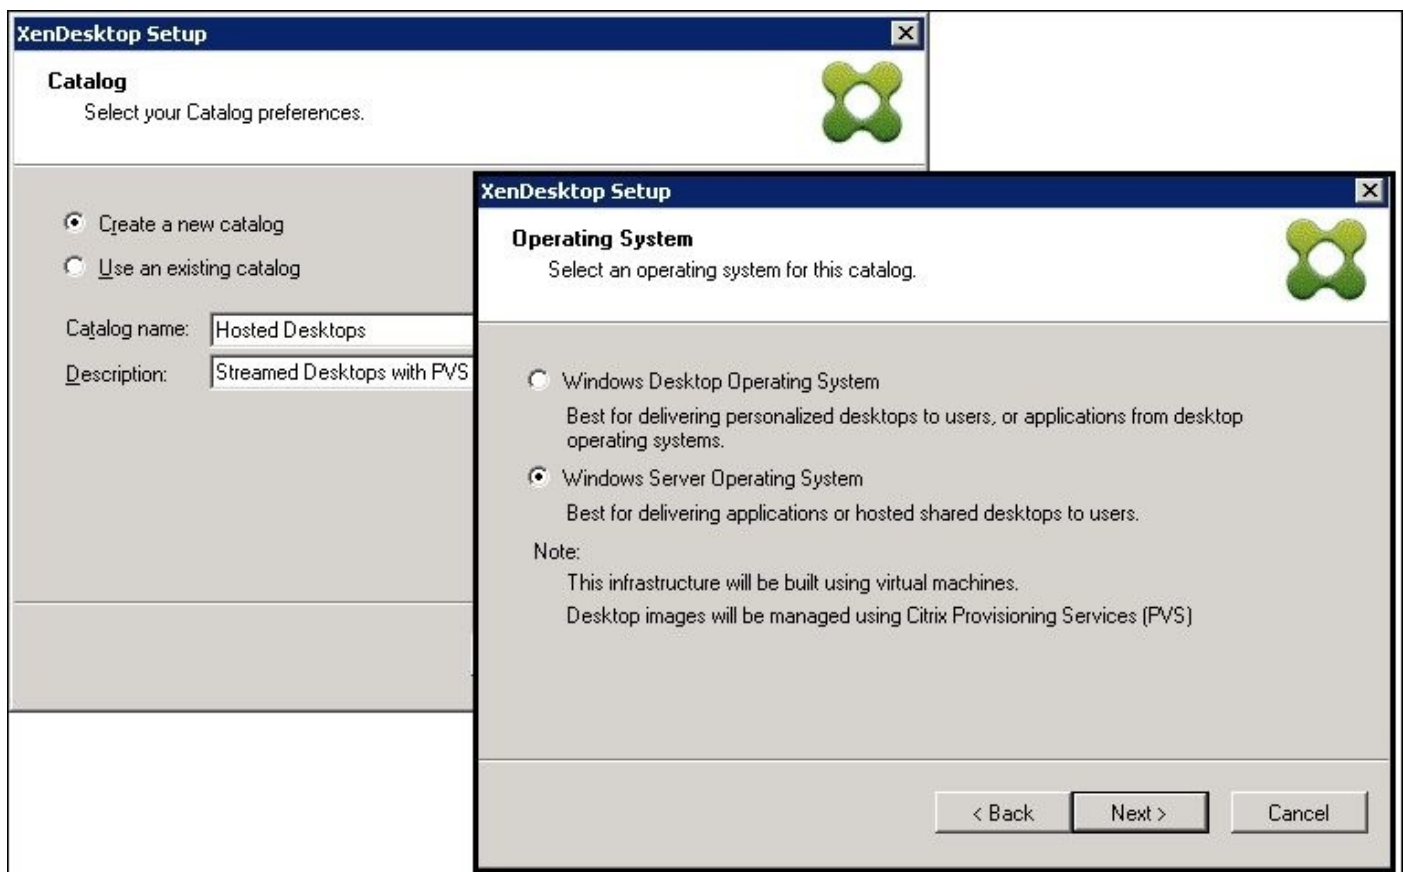 XenDesktop Setup
Catalog
Select your Catalog preferences.
Create a new catalog
Use an existing catalog
Catalog name: Hosted Desktops
Description: Streamed Desktops with PVS
XenDesktop Setup
Operating System
Select an operating system for this catalog.
Windows Desktop Operating System
Best for delivering personalized desktops to users, or applications from desktop
operating systems.
Windows Server Operating System
Best for delivering applications or hosted shared desktops to users.
Note:
This infrastructure will be built using virtual machines.
Desktop images will be managed using Citrix Provisioning Services (PVS)
< Back Next > Cancel